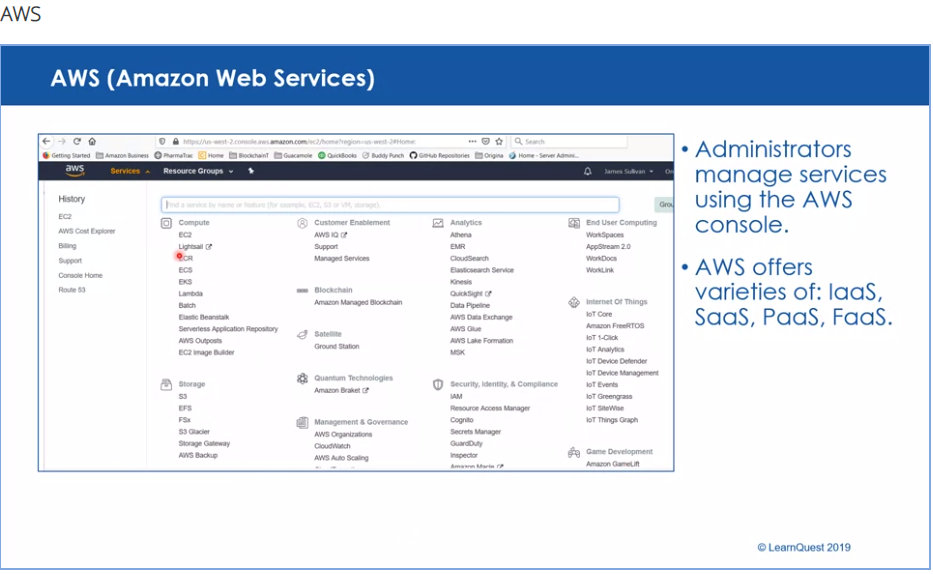 AWS
AWS (Amazon Web Services)
https://us-west-2.console.aws.amazon.com/ec2/home?region=us-west-2#Home:
Search
Getting Started
Amazon Business
PharmaTrac
Home
BlockchainT
Guacamole
QuickBooks
Buddy Punch
GitHub Repositories
Origina
Home - Server Admini...
aws
Services
Resource Groups
James Sullivan
History
EC2
AWS Cost Explorer
Billing
Support
Console Home
Route 53
Find a service by name or feature (for example, EC2, S3 or VM, storage).
Grou
Compute
EC2
Lightsail
ECS
EKS
Lambda
Batch
Elastic Beanstalk
Serverless Application Repository
AWS Outposts
EC2 Image Builder
Storage
S3
EFS
FSx
S3 Glacier
Storage Gateway
AWS Backup
Customer Enablement
AWS IQ
Support
Managed Services
Blockchain
Amazon Managed Blockchain
Satellite
Ground Station
Quantum Technologies
Amazon Braket
Management & Governance
AWS Organizations
CloudWatch
AWS Auto Scaling
Analytics
Athena
EMR
CloudSearch
Elasticsearch Service
Kinesis
QuickSight
Data Pipeline
AWS Data Exchange
AWS Glue
AWS Lake Formation
MSK
Security, Identity, & Compliance
IAM
Resource Access Manager
Cognito
Secrets Manager
GuardDuty
Inspector
Amazon Macie
End User Computing
WorkSpaces
AppStream 2.0
WorkDocs
WorkLink
Internet Of Things
IoT Core
Amazon FreeRTOS
IoT 1-Click
IoT Analytics
IoT Device Defender
IoT Device Management
IoT Events
IoT Greengrass
IoT SiteWise
IoT Things Graph
Game Development
Amazon GameLift
• Administrators
manage services
using the AWS
console.
• AWS offers
varieties of: IaaS,
SaaS, PaaS, FaaS.
© LearnQuest 2019